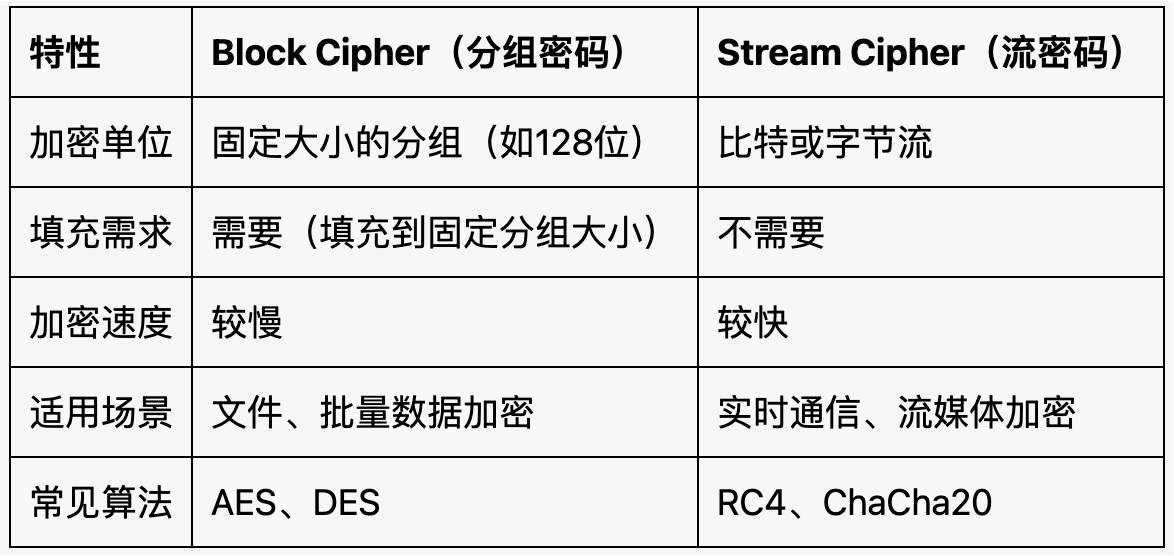 特性 Block Cipher（分组密码） Stream Cipher（流密码）
加密单位 固定大小的分组（如128位） 比特或字节流
填充需求 需要（填充到固定分组大小） 不需要
加密速度 较慢 较快
适用场景 文件、批量数据加密 实时通信、流媒体加密
常见算法 AES、DES RC4、ChaCha20